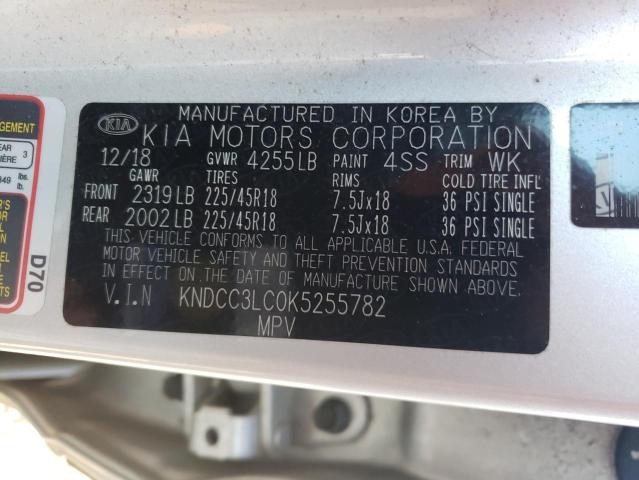 MANUFACTURED IN KOREA BY
KIA KIA MOTORS CORPORATION
12/18 GVWR 4255LB PAINT 4SS TRIM WK
GAWR TIRES RIMS COLD TIRE INFL
FRONT 2319LB 225/45R18 7.5Jx18 36 PSI SINGLE
REAR 2002LB 225/45R18 7.5Jx18 36 PSI SINGLE
THIS VEHICLE CONFORMS TO ALL APPLICABLE U.S.A. FEDERAL
MOTOR VEHICLE SAFETY AND THEFT PREVENTION STANDARDS
IN EFFECT ON THE DATE OF MANUFACTURE SHOWN ABOVE.
V.I.N KNDCC3LC0K5255782
MPV
D70
3
lbs.